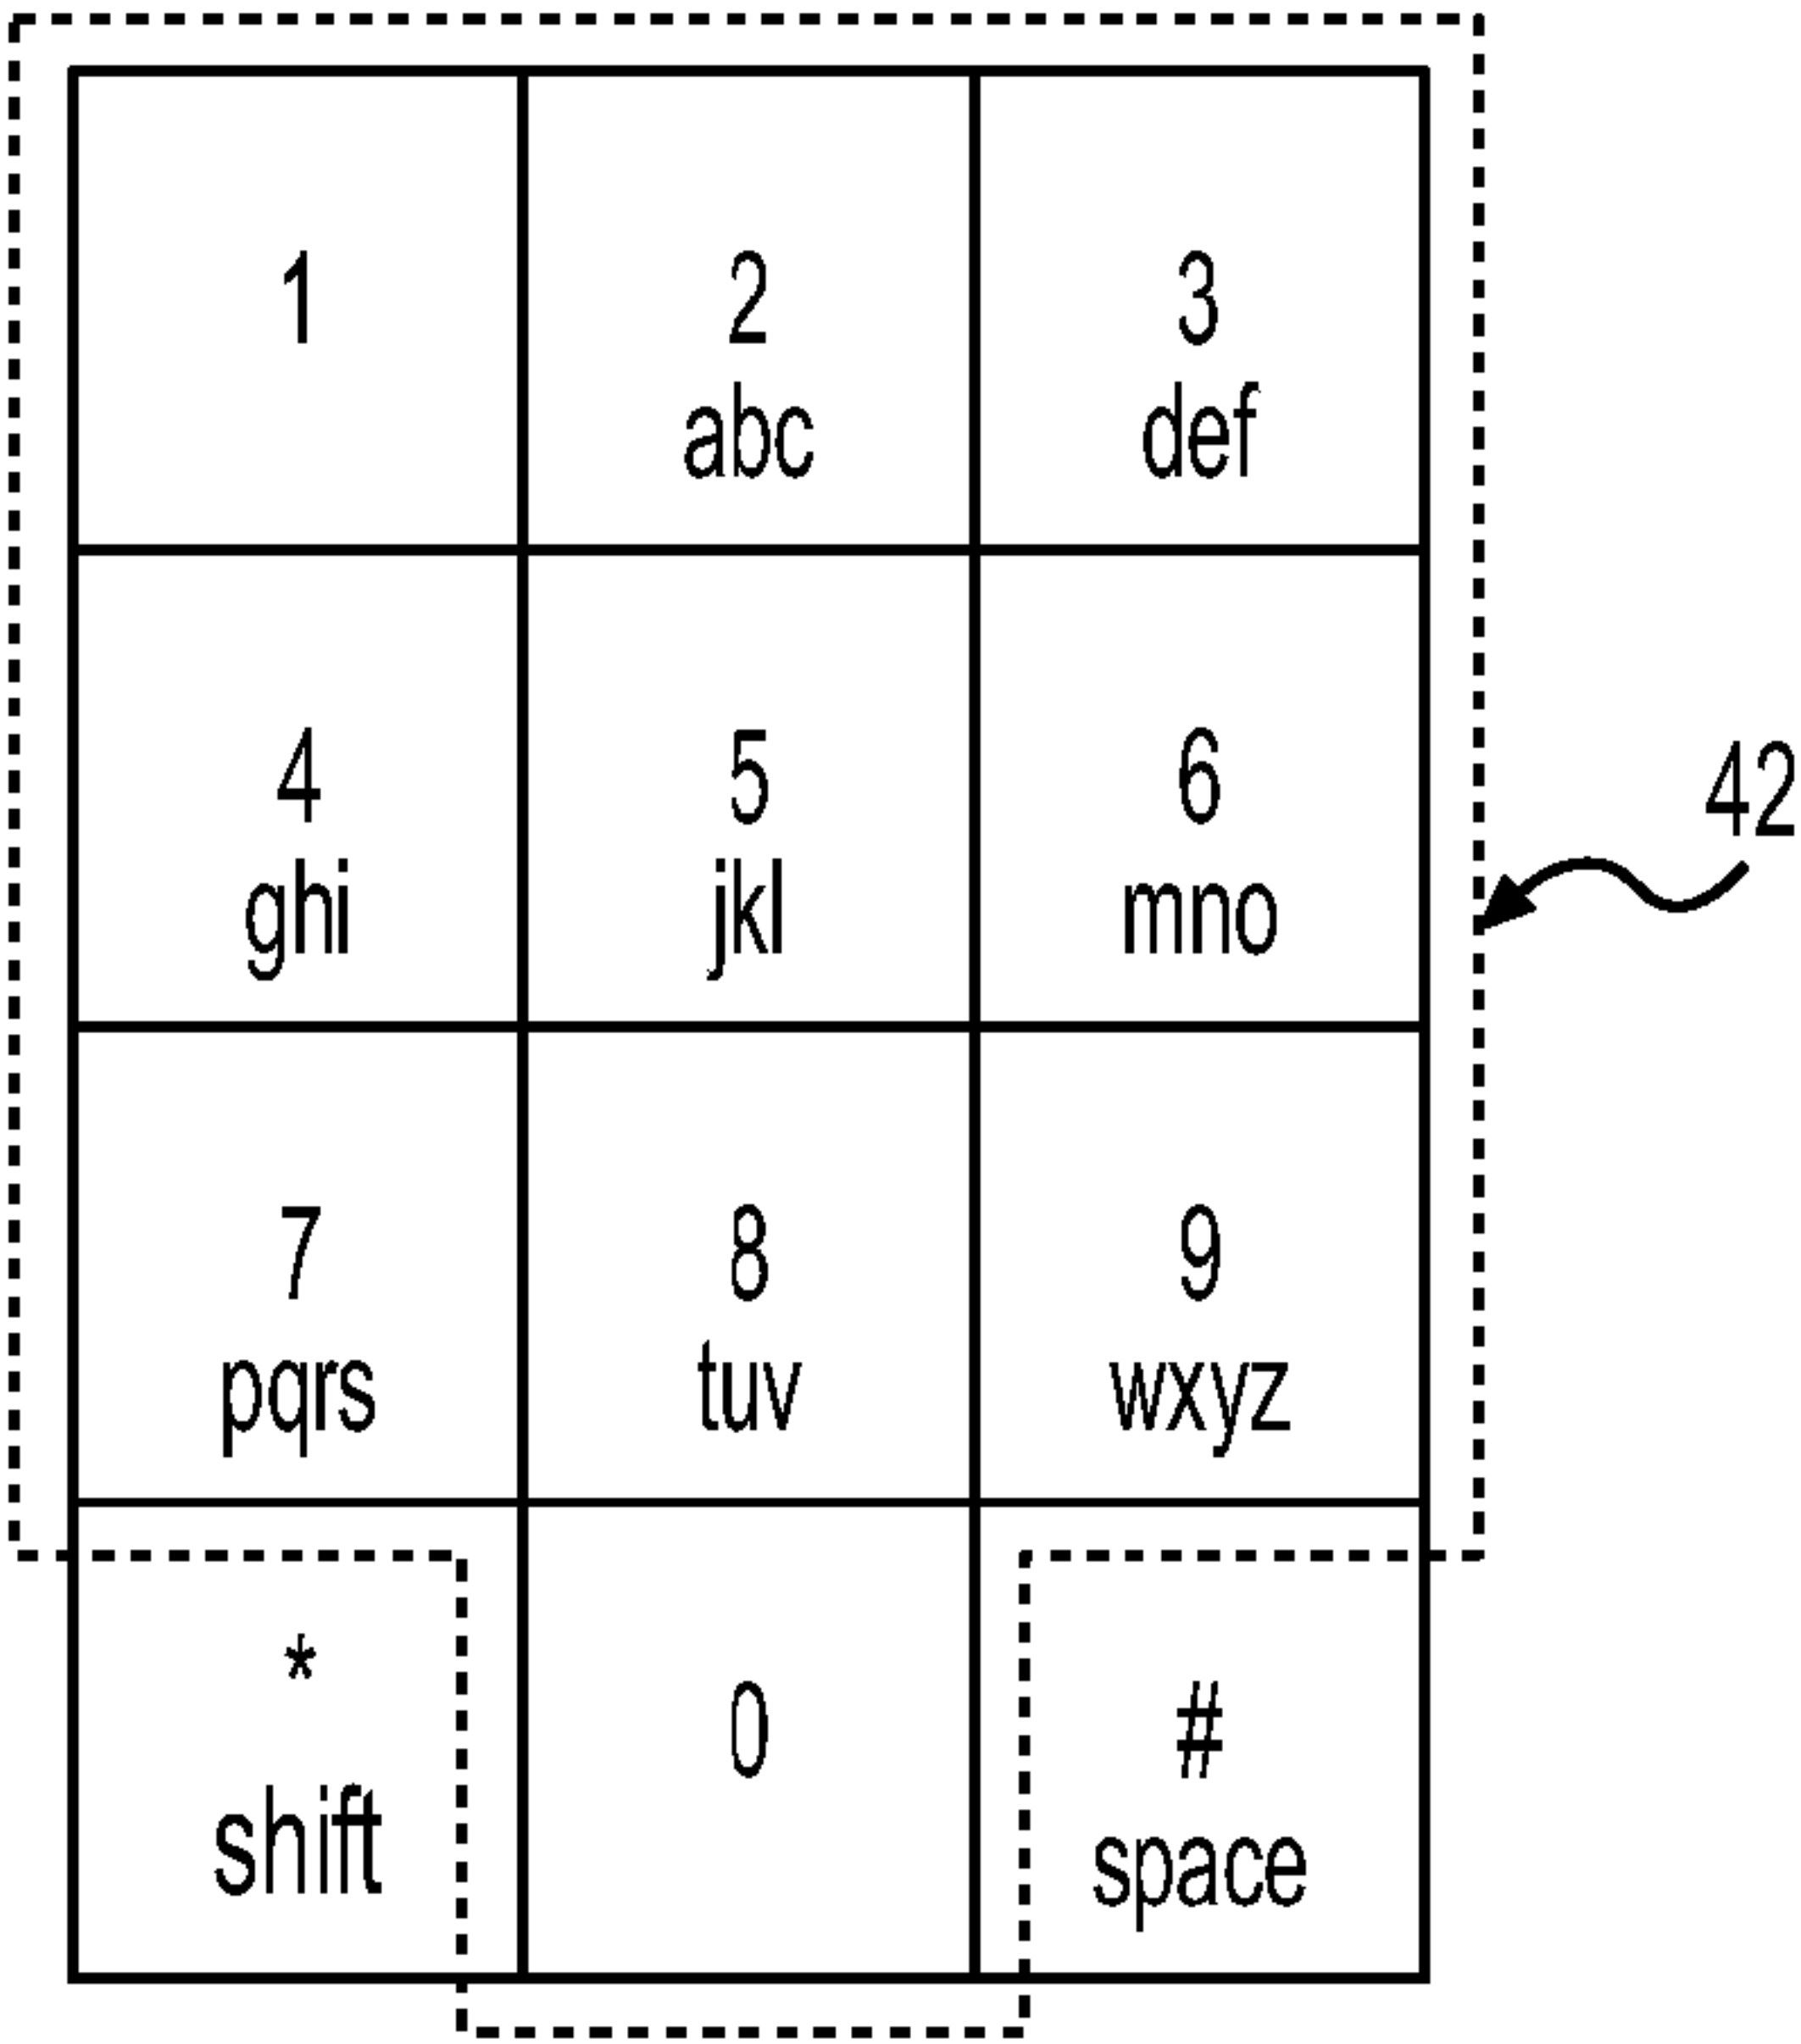 1 2 3
abc def
4 5 6
ghi jkl mno
42
7 8 9
pqrs tuv wxyz
* 0 #
shift space